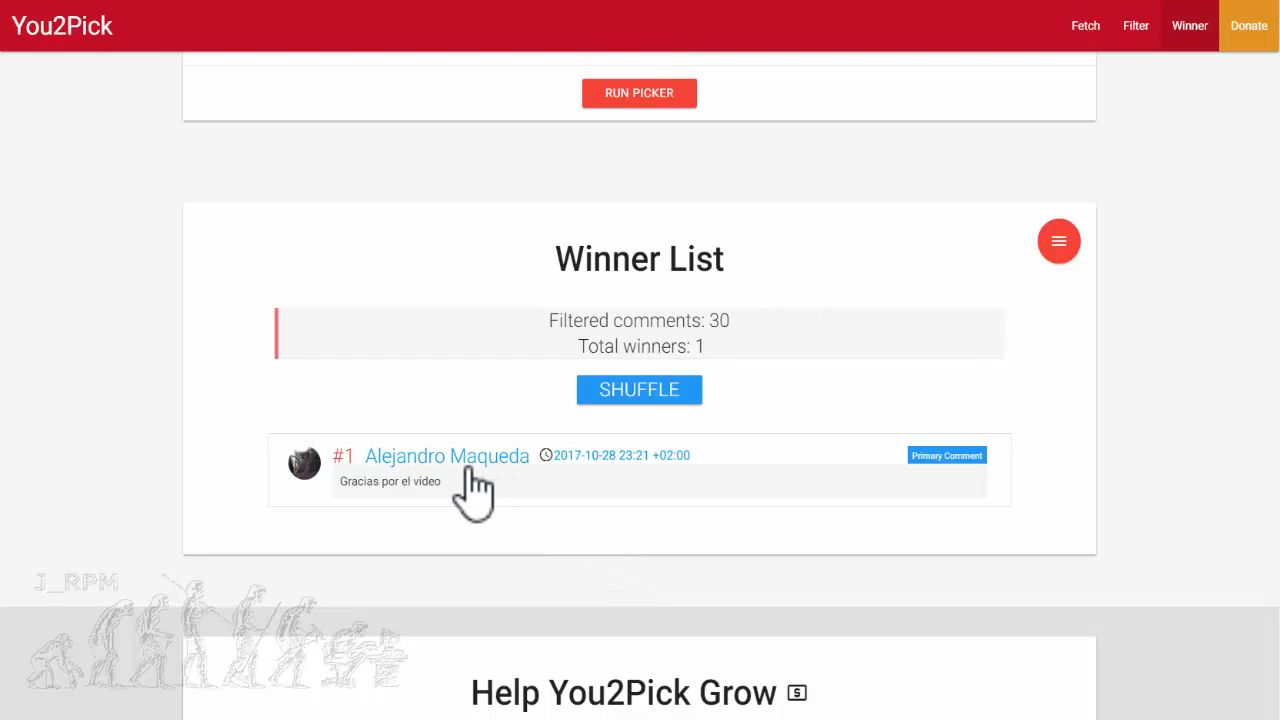 You2Pick
Fetch
Filter
Winner
Donate
RUN PICKER
Winner List
Filtered comments: 30
Total winners: 1
SHUFFLE
#1 Alejandro Maqueda 2017-10-28 23:21 +02:00
Primary Comment
Gracias por el video
J_RPM
Help You2Pick Grow